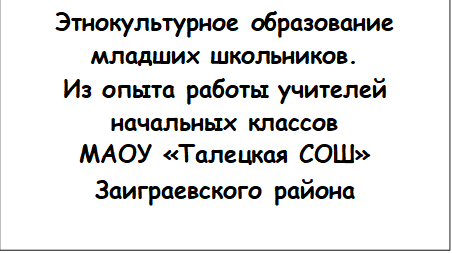 Этнокультурное образование
младших школьников.
Из опыта работы учителей
начальных классов
МАОУ «Талецкая СОШ»
Заиграевского района